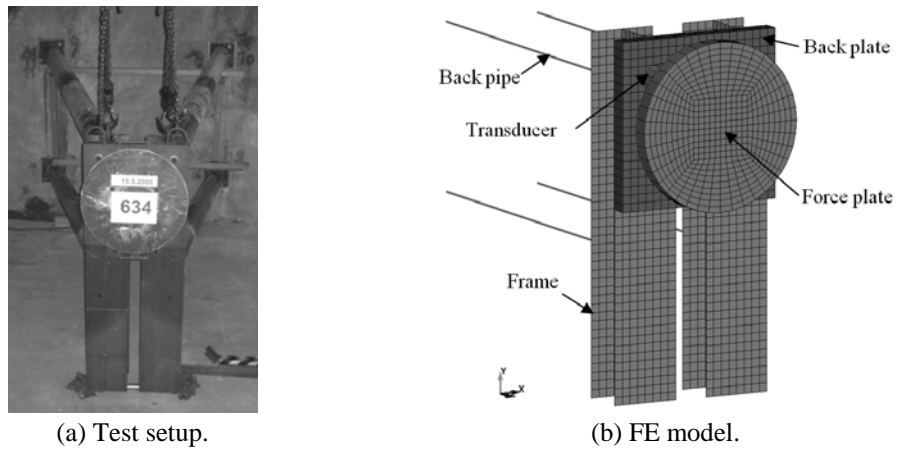 15.5.2006
634
Back pipe
Transducer
Back plate
Force plate
Frame
Y
X
(a) Test setup.
(b) FE model.